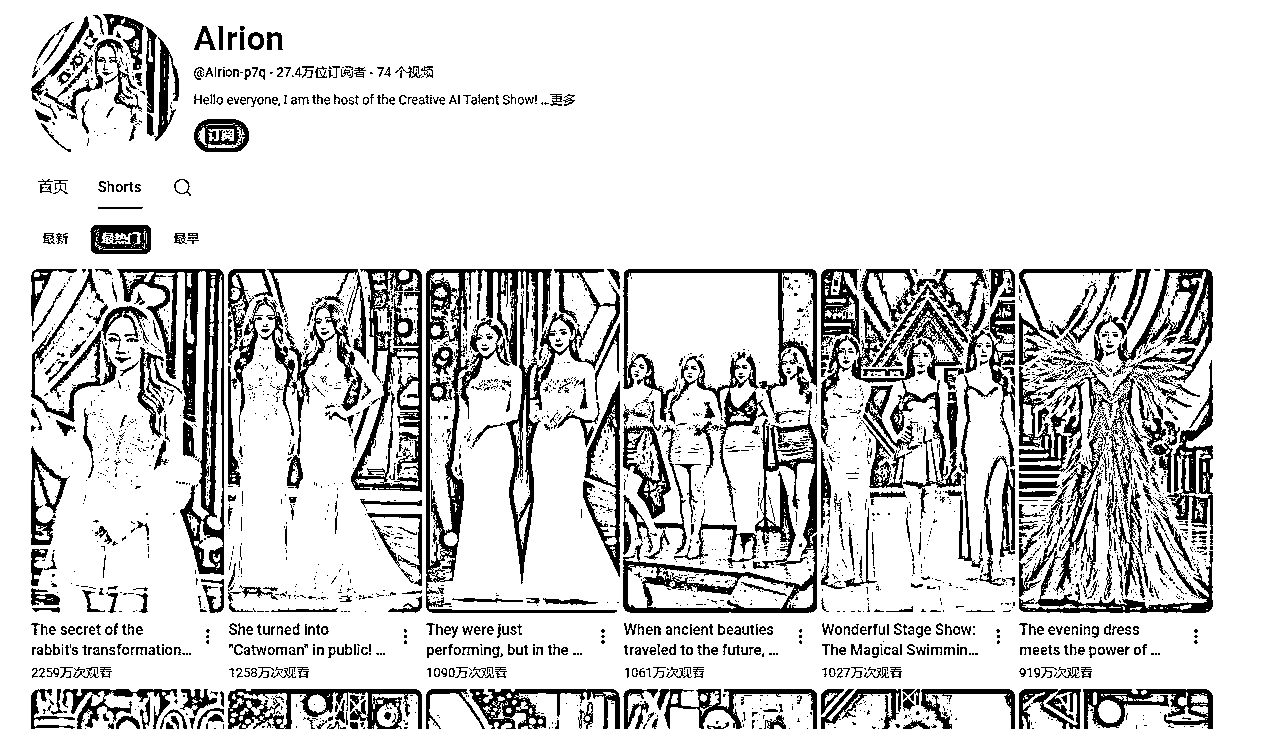 AIrion
@AIrion-p7q · 27.4万位订阅者 · 74 个视频
Hello everyone, I am the host of the Creative AI Talent Show! ...更多
订阅
首页 Shorts
最新 最热门 最早
The secret of the
rabbit's transformation...
2259万次观看
She turned into
"Catwoman" in public! ...
1258万次观看
They were just
performing, but in the ...
1090万次观看
When ancient beauties
traveled to the future, ...
1061万次观看
Wonderful Stage Show:
The Magical Swimmin...
1027万次观看
The evening dress
meets the power of ...
919万次观看